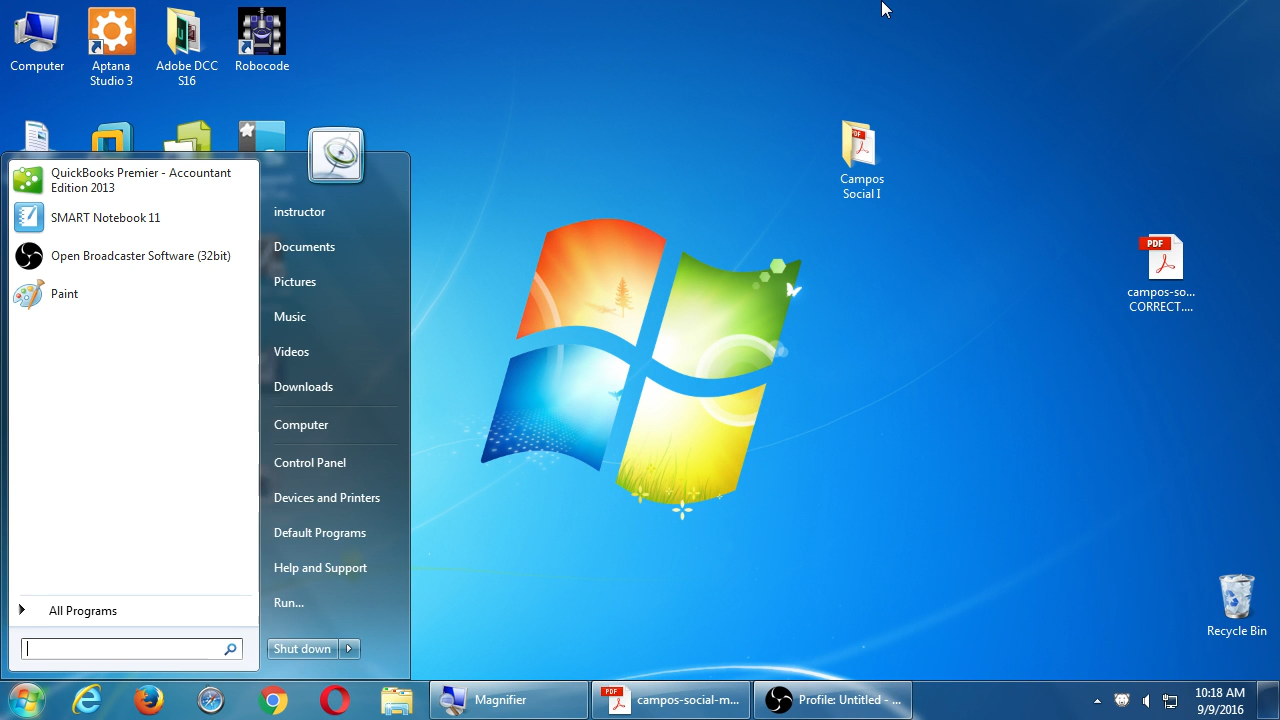 Computer
Aptana
Studio 3
Adobe DCC
S16
Robocode
Campos
Social I
PDF
campos-so...
CORRECT....
Recycle Bin
QuickBooks Premier - Accountant
Edition 2013
SMART Notebook 11
Open Broadcaster Software (32bit)
Paint
All Programs
instructor
Documents
Pictures
Music
Videos
Downloads
Computer
Control Panel
Devices and Printers
Default Programs
Help and Support
Run...
Shut down
Magnifier
PDF
campos-social-m...
Profile: Untitled - ...
10:18 AM
9/9/2016